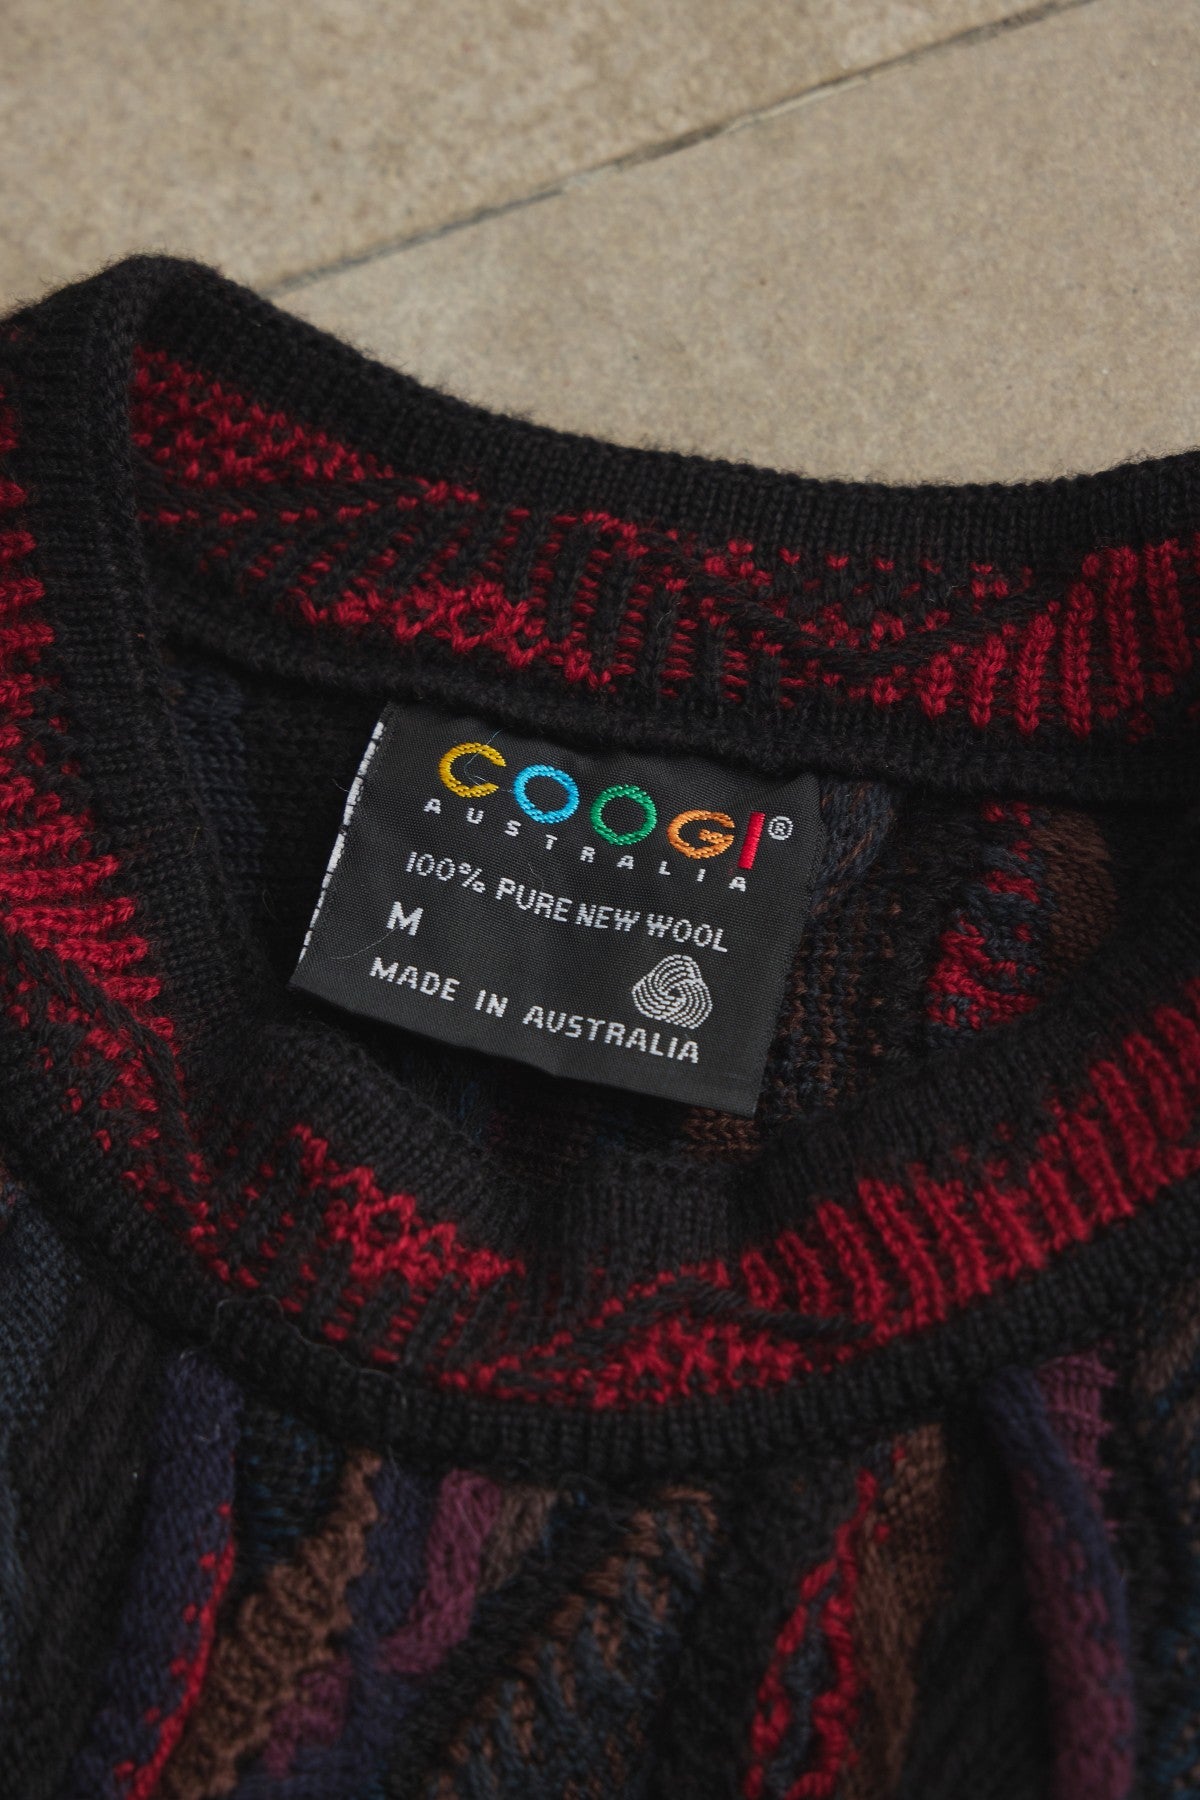 COOGI®
AUSTRALIA
100% PURE NEW WOOL
M
MADE IN AUSTRALIA